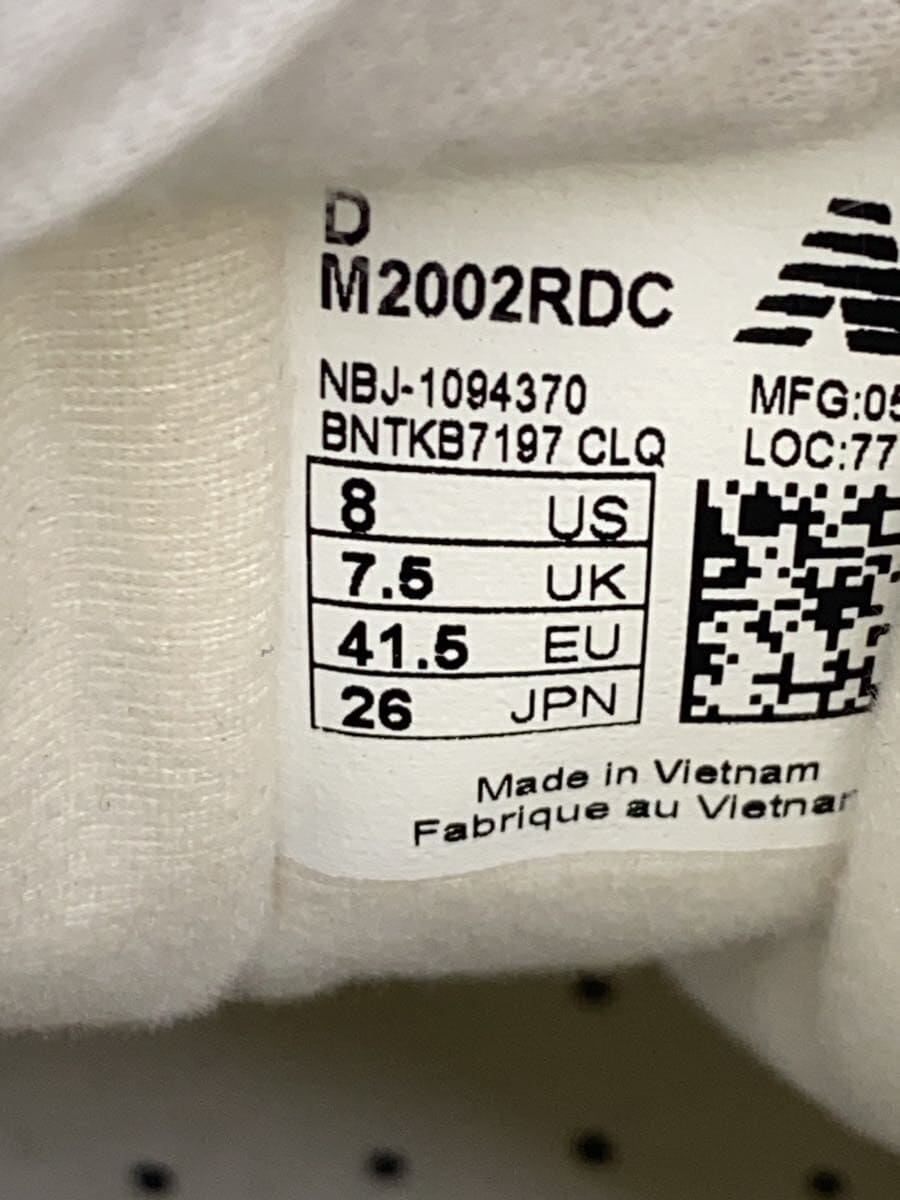 D
M2002RDC
NBJ-1094370
BNTKB7197 CLQ
MFG:05
LOC:77
8 US
7.5 UK
41.5 EU
26 JPN
Made in Vietnam
Fabrique au Vietnam